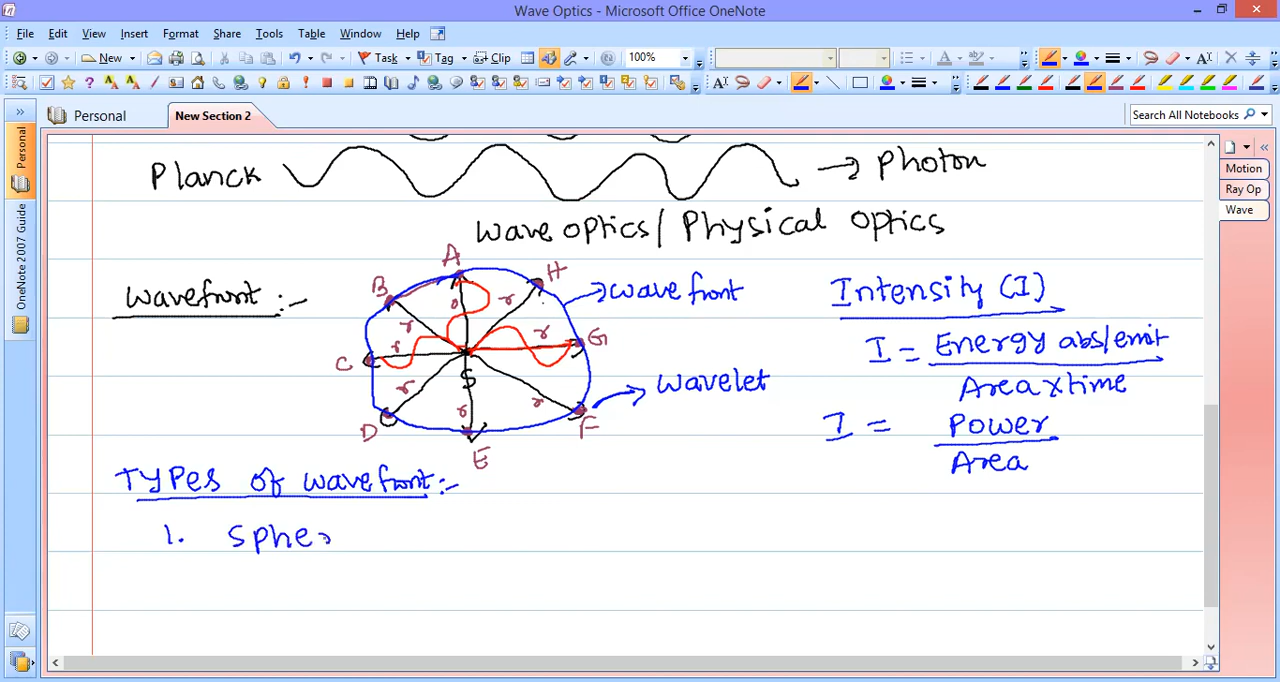 Wave Optics - Microsoft Office OneNote
File Edit View Insert Format Share Tools Table Window Help
New Task Tag Clip 100%
Personal New Section 2 Search All Notebooks
Personal
OneNote 2007 Guide
Motion
Ray Op
Wave
Planck → Photon
Wave Optics/ Physical Optics
Wavefront :-
A
B
H
C
G
D
F
E
S
r
r
r
r
r
r
r
→ Wave front
→ Wavelet
Intensity (I)
I = Energy abs/emit
Area x time
I = Power
Area
TYPes of wavefront:-
1. Sphe